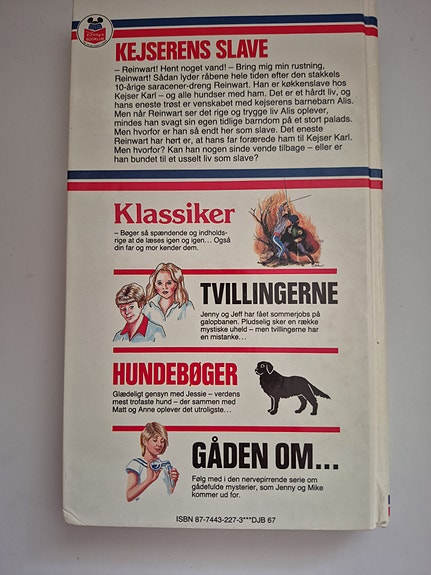 DISNEYS
BOGKLUB
KEJSERENS SLAVE
– Reinwart! Hent noget vand! – Bring mig min rustning,
Reinwart! Sådan lyder råbene hele tiden efter den stakkels
10-årige saracener-dreng Reinwart. Han er køkkenslave hos
Kejser Karl – og alle hundser med ham. Det er et hårdt liv, og
hans eneste trøst er venskabet med kejserens barnebarn Alis.
Men når Reinwart ser det rige og trygge liv Alis oplever,
mindes han svagt sin egen tidlige barndom på et stort palads.
Men hvorfor er han så endt her som slave? Det eneste
Reinwart har hørt er, at hans far forærede ham til Kejser Karl.
Men hvorfor? Kan han nogen sinde vende tilbage – eller er
han bundet til et usselt liv som slave?
Klassiker
– Bøger så spændende og indholds-
rige at de læses igen og igen... Også
din far og mor kender dem.
TVILLINGERNE
Jenny og Jeff har fået sommerjobs på
galopbanen. Pludselig sker en række
mystiske uheld – men tvillingerne har
en mistanke...
HUNDEBØGER
Glædeligt gensyn med Jessie – verdens
mest trofaste hund – der sammen med
Matt og Anne oplever det utroligste...
GÅDEN OM...
Følg med i den nervepirrende serie om
gådefulde mysterier, som Jenny og Mike
kommer ud for.
ISBN 87-7443-227-3***DJB 67